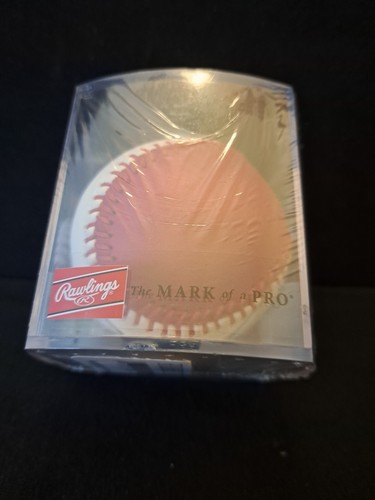 Rawlings
The MARK of a PRO®